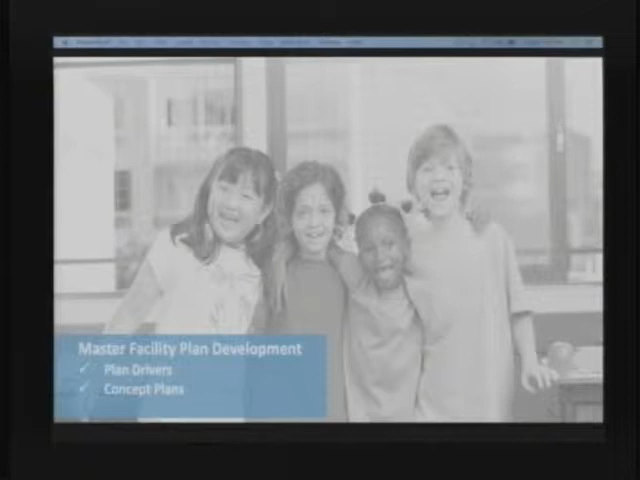 Master Facility Plan Development
✓ Plan Drivers
✓ Concept Plans